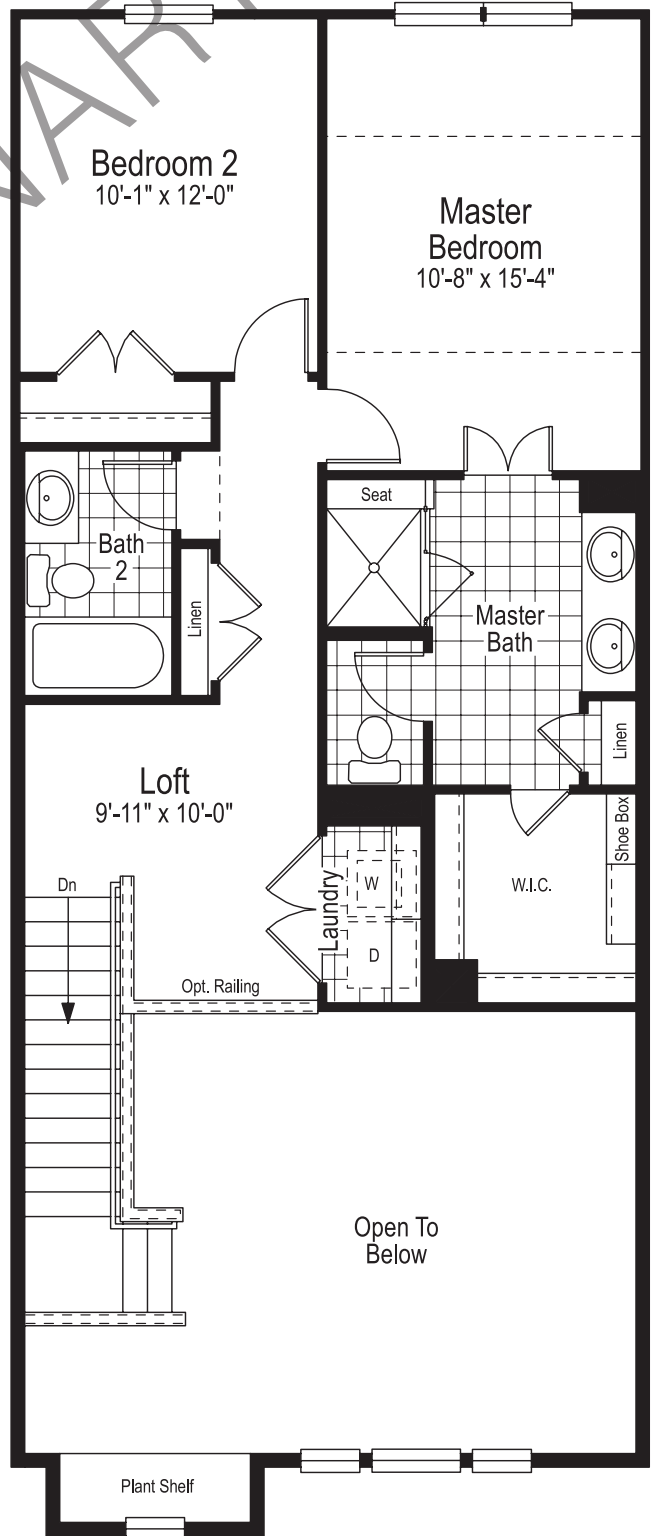 Bedroom 2
10'-1" x 12'-0"
Master
Bedroom
10'-8" x 15'-4"
Seat
Bath
2
Linen
Master
Bath
Linen
Loft
9'-11" x 10'-0"
Shoe Box
W.I.C.
Laundry
W
D
Dn
Opt. Railing
Open To
Below
Plant Shelf